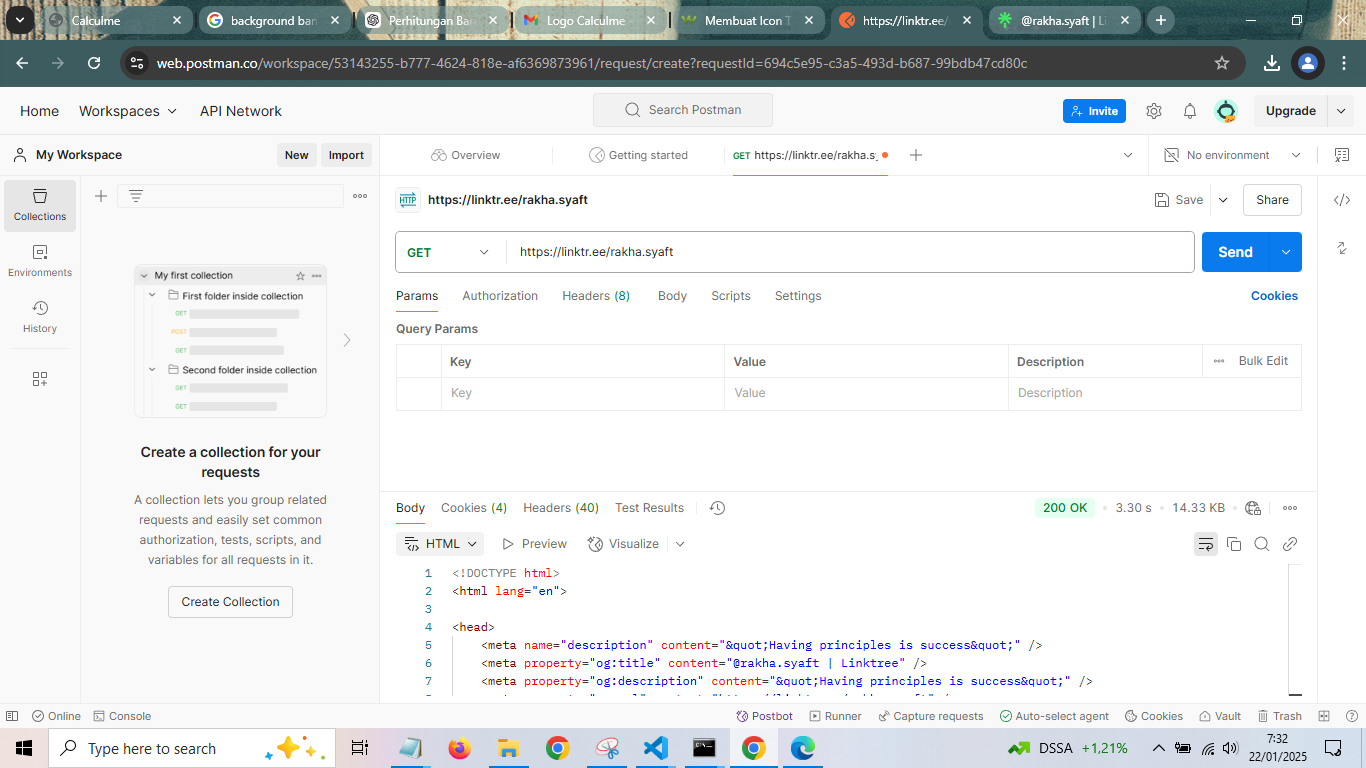 Calculme
background ban
Perhitungan Ban
Logo Calculme -
Membuat Icon T
https://linktr.ee/
@rakha.syaft | Li
web.postman.co/workspace/53143255-b777-4624-818e-af6369873961/request/create?requestId=694c5e95-c3a5-493d-b687-99bdb47cd80c
Home Workspaces API Network Search Postman Invite Upgrade
My Workspace New Import Overview Getting started GET https://linktr.ee/rakha.sy No environment
Collections
Environments
History
My first collection
First folder inside collection
GET
POST
GET
Second folder inside collection
GET
GET
Create a collection for your
requests
A collection lets you group related
requests and easily set common
authorization, tests, scripts, and
variables for all requests in it.
Create Collection
HTTP https://linktr.ee/rakha.syaft Save Share
GET https://linktr.ee/rakha.syaft Send
Params Authorization Headers (8) Body Scripts Settings Cookies
Query Params
Key Value Description Bulk Edit
Key Value Description
Body Cookies (4) Headers (40) Test Results 200 OK 3.30 s 14.33 KB
HTML Preview Visualize
1 <!DOCTYPE html>
2 <html lang="en">
3
4 <head>
5 <meta name="description" content="&quot;Having principles is success&quot;" />
6 <meta property="og:title" content="@rakha.syaft | Linktree" />
7 <meta property="og:description" content="&quot;Having principles is success&quot;" />
Online Console Postbot Runner Capture requests Auto-select agent Cookies Vault Trash
Type here to search DSSA +1,21% 7:32
22/01/2025